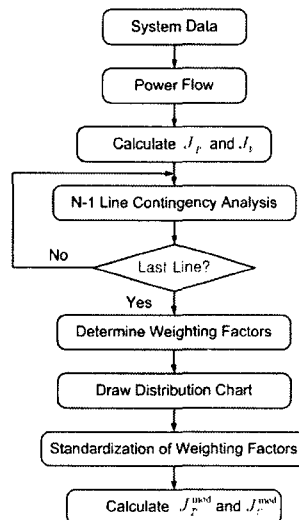 System Data
Power Flow
Calculate J_P and J_V
N-1 Line Contingency Analysis
No
Last Line?
Yes
Determine Weighting Factors
Draw Distribution Chart
Standardization of Weighting Factors
Calculate J_P^mod and J_V^mod